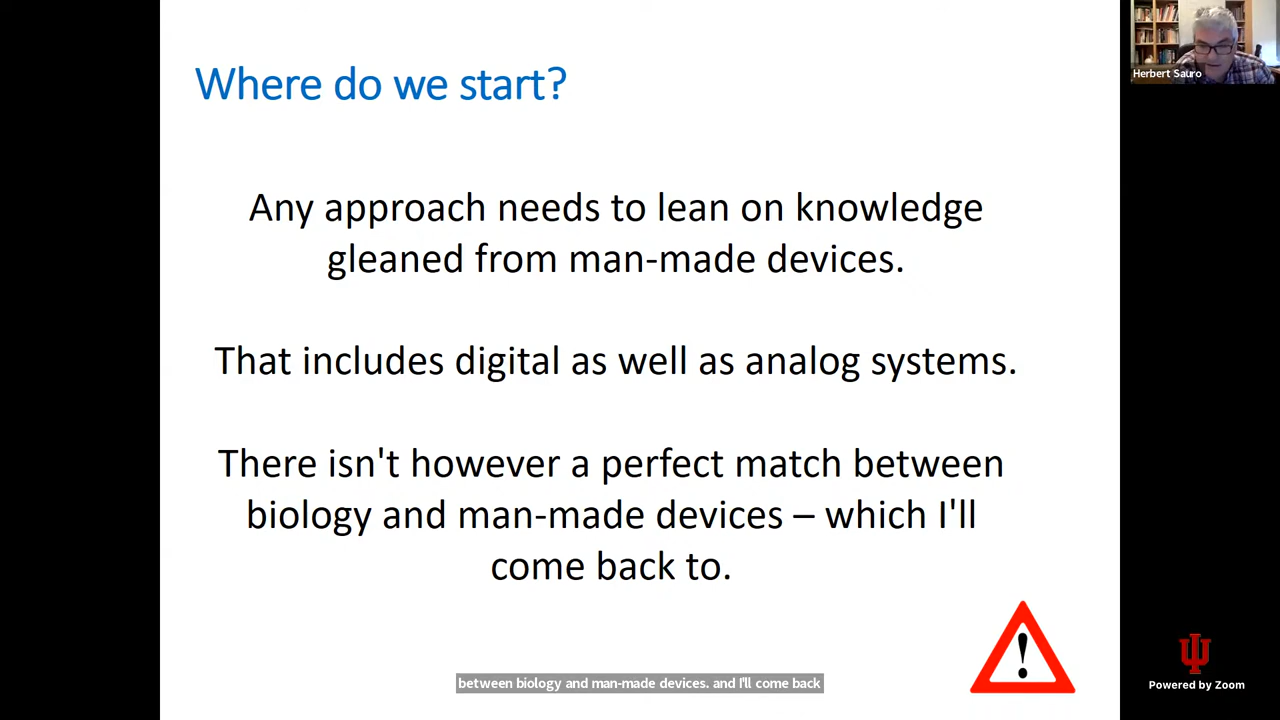 Where do we start?
Any approach needs to lean on knowledge
gleaned from man-made devices.
That includes digital as well as analog systems.
There isn't however a perfect match between
biology and man-made devices – which I'll
come back to.
!
between biology and man-made devices. and I'll come back
Herbert Sauro
Powered by Zoom